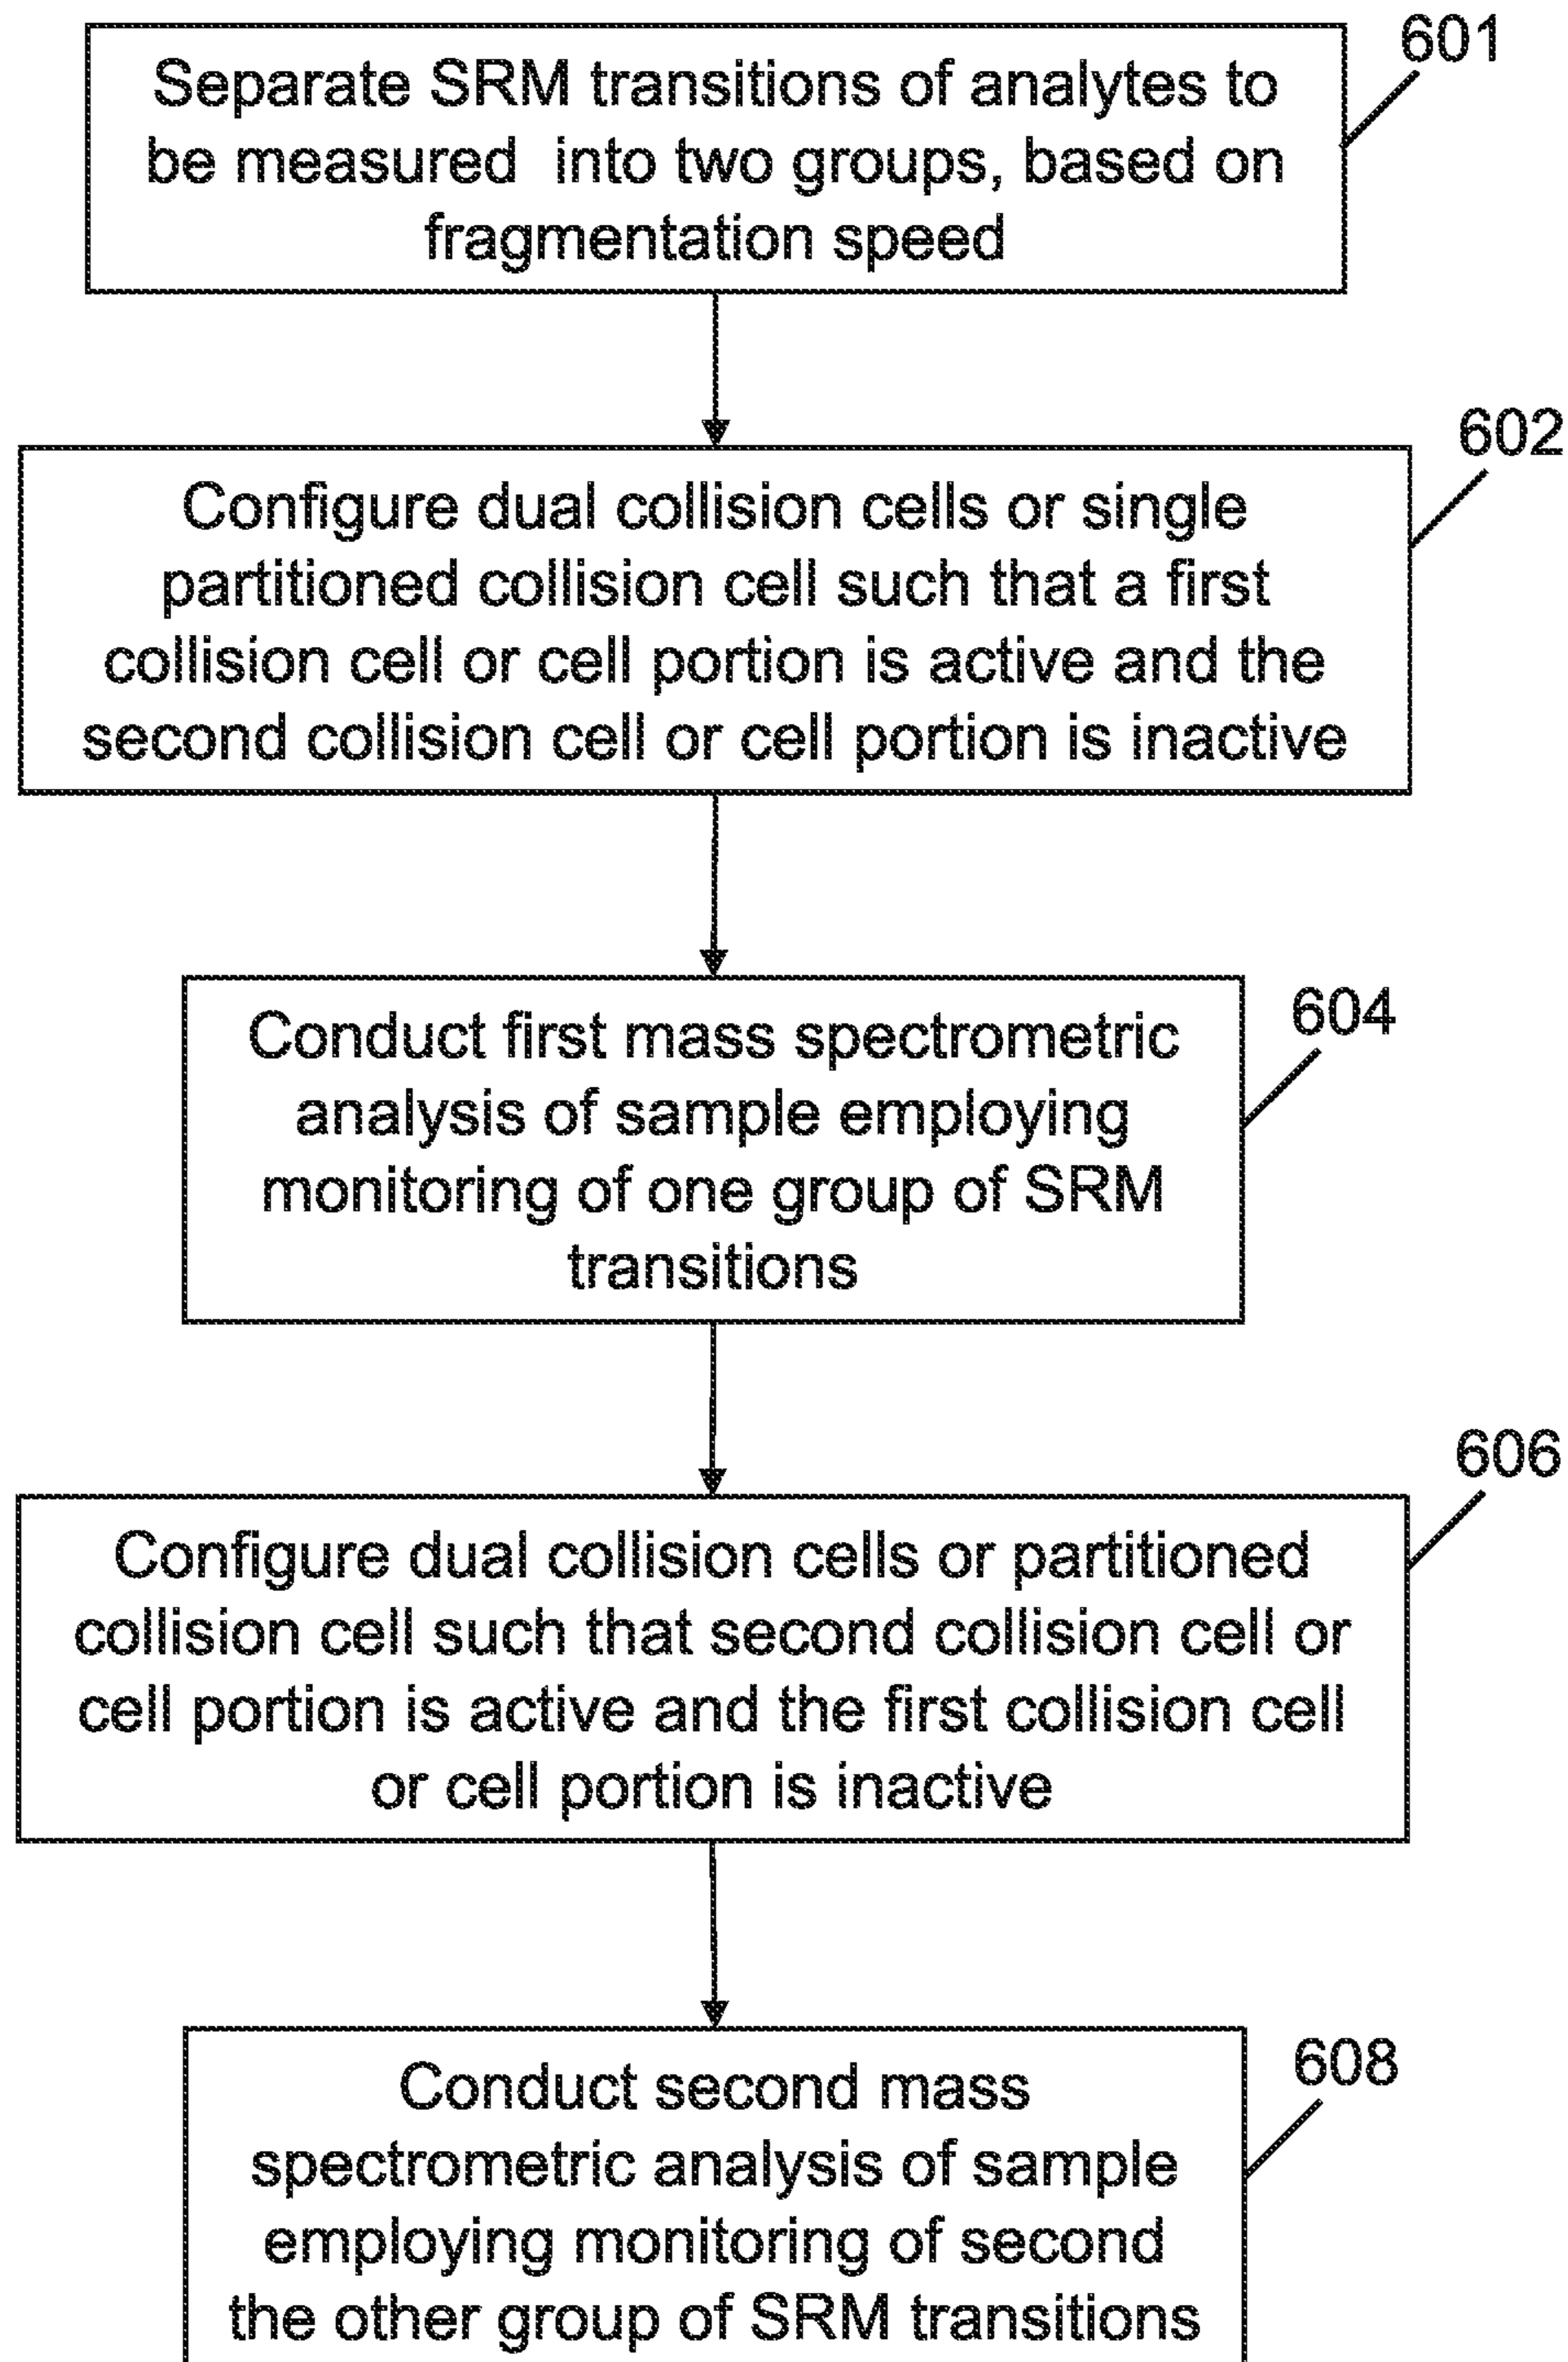 601
Separate SRM transitions of analytes to
be measured into two groups, based on
fragmentation speed
602
Configure dual collision cells or single
partitioned collision cell such that a first
collision cell or cell portion is active and the
second collision cell or cell portion is inactive
604
Conduct first mass spectrometric
analysis of sample employing
monitoring of one group of SRM
transitions
606
Configure dual collision cells or partitioned
collision cell such that second collision cell or
cell portion is active and the first collision cell
or cell portion is inactive
608
Conduct second mass
spectrometric analysis of sample
employing monitoring of second
the other group of SRM transitions